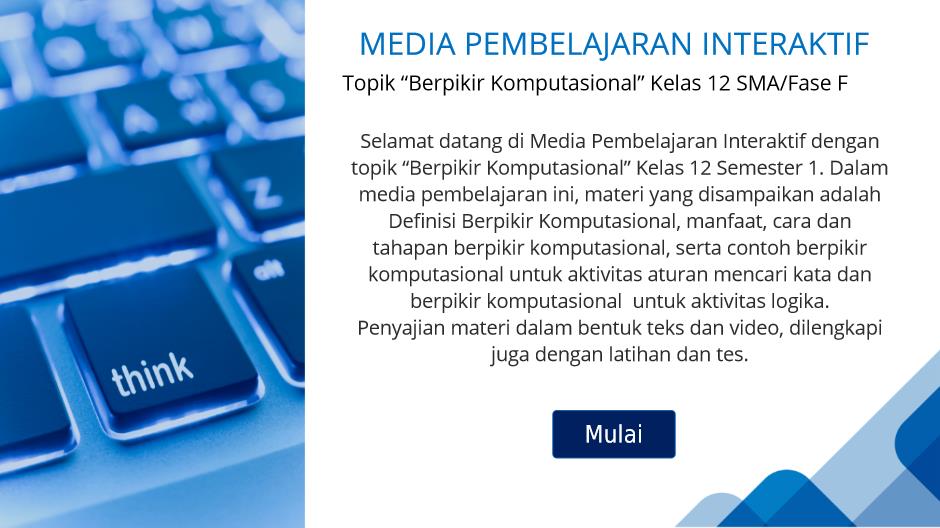 MEDIA PEMBELAJARAN INTERAKTIF
Topik “Berpikir Komputasional” Kelas 12 SMA/Fase F
Selamat datang di Media Pembelajaran Interaktif dengan
topik “Berpikir Komputasional” Kelas 12 Semester 1. Dalam
media pembelajaran ini, materi yang disampaikan adalah
Definisi Berpikir Komputasional, manfaat, cara dan
tahapan berpikir komputasional, serta contoh berpikir
komputasional untuk aktivitas aturan mencari kata dan
berpikir komputasional  untuk aktivitas logika.
Penyajian materi dalam bentuk teks dan video, dilengkapi
juga dengan latihan dan tes.
Mulai
A
S
Z
alt
think